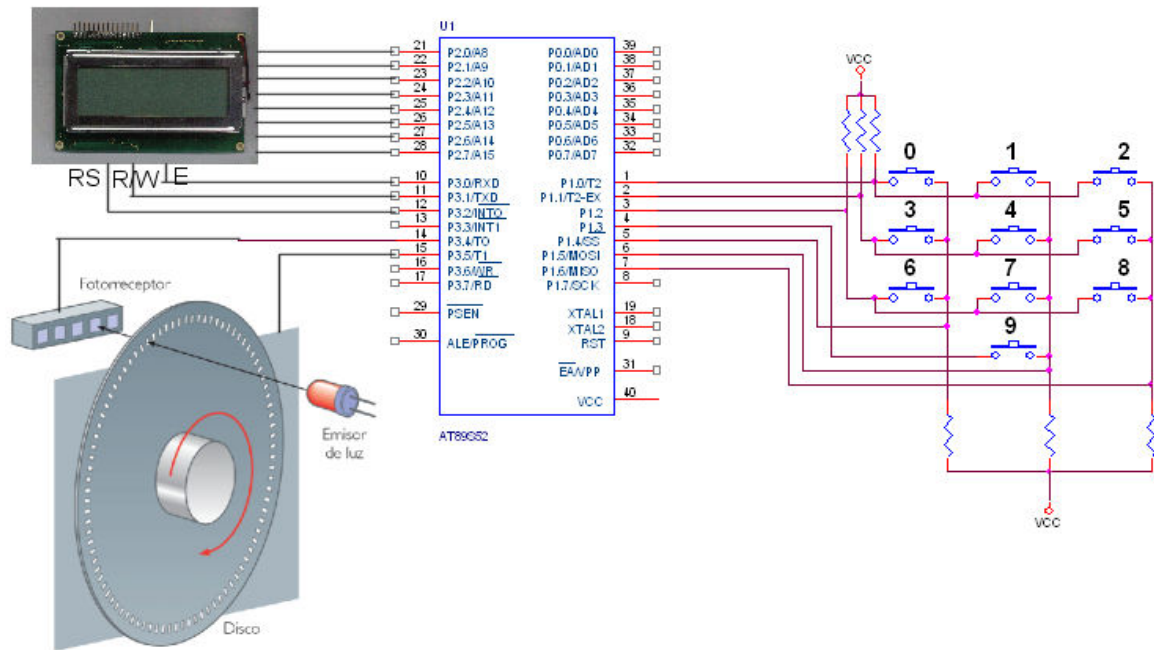 U1
21 P2.0/A8 P0.0/AD0 39
22 P2.1/A9 P0.1/AD1 38
23 P2.2/A10 P0.2/AD2 37
24 P2.3/A11 P0.3/AD3 36
25 P2.4/A12 P0.4/AD4 35
26 P2.5/A13 P0.5/AD5 34
27 P2.6/A14 P0.6/AD6 33
28 P2.7/A15 P0.7/AD7 32
RS R/W E
10 P3.0/RXD P1.0/T2 1
11 P3.1/TXD P1.1/T2-EX 2
12 P3.2/INT0 P1.2 3
13 P3.3/INT1 P1.3 4
14 P3.4/T0 P1.4/SS 5
15 P3.5/T1 P1.5/MOSI 6
16 P3.6/WR P1.6/MISO 7
17 P3.7/RD P1.7/SCK 8
29 PSEN XTAL1 19
XTAL2 18
30 ALE/PROG RST 9
EA/VPP 31
VCC 40
AT89S52
VCC
0 1 2
3 4 5
6 7 8
9
VCC
Fotorreceptor
Emisor
de luz
Disco